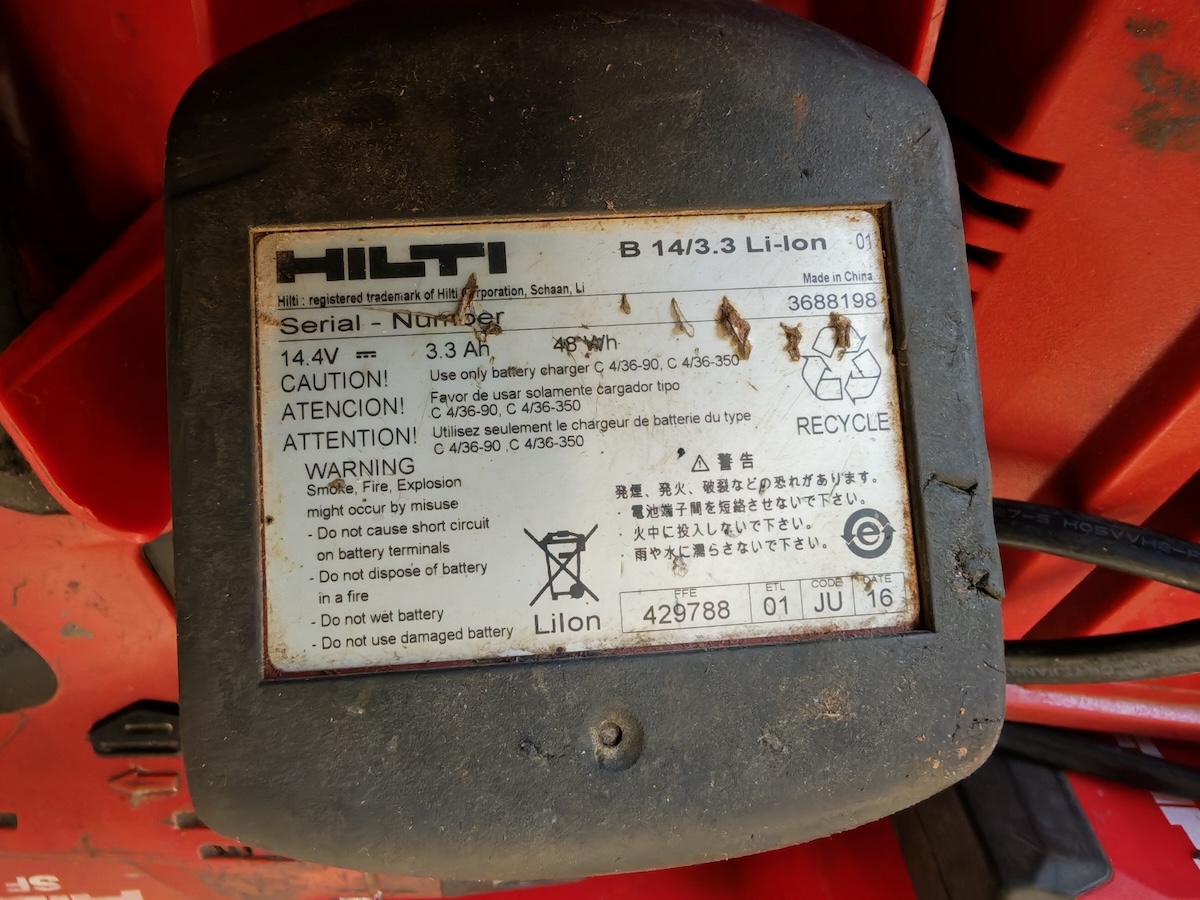 HILTI
B 14/3.3 Li-Ion 01
Hilti : registered trademark of Hilti Corporation, Schaan, Li
Made in China
Serial - Number
3688198
14.4V ⎓ 3.3 Ah 48 Wh
CAUTION! Use only battery charger C 4/36-90, C 4/36-350
ATENCION! Favor de usar solamente cargador tipo
C 4/36-90, C 4/36-350
ATTENTION! Utilisez seulement le chargeur de batterie du type
C 4/36-90 ,C 4/36-350
RECYCLE
WARNING
Smoke, Fire, Explosion
might occur by misuse
- Do not cause short circuit
on battery terminals
- Do not dispose of battery
in a fire
- Do not wet battery
- Do not use damaged battery
⚠ 警告
発煙、発火、破裂などの恐れがあります。
・電池端子間を短絡させないで下さい。
・火中に投入しないで下さい。
・雨や水に濡らさないで下さい。
e
LiIon
FFE ETL CODE DATE
429788 01 JU 16
SF